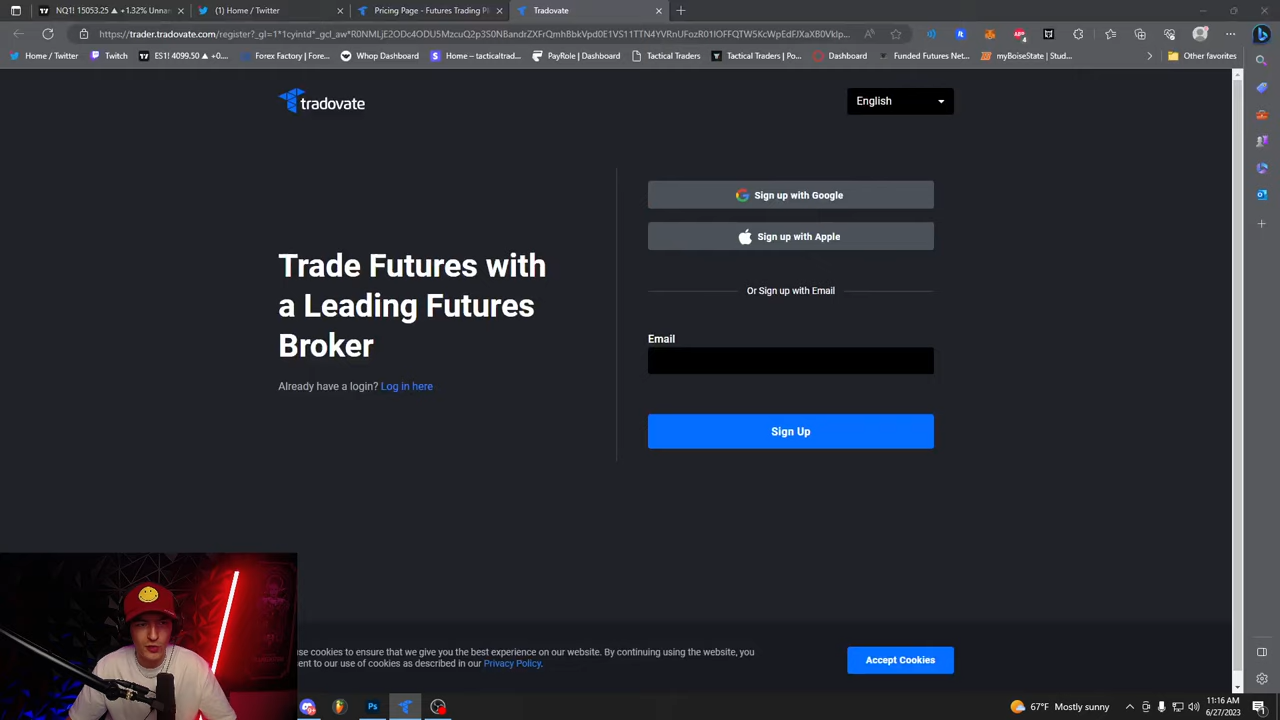 NQ1! 15053.25 ▲ +1.32% Unnar
(1) Home / Twitter
Pricing Page - Futures Trading Pl
Tradovate
Home / Twitter
Twitch
ES1! 4099.50 ▲ +0....
Forex Factory | Fore...
Whop Dashboard
Home – tacticaltrad...
PayRole | Dashboard
Tactical Traders
Tactical Traders | Po...
Dashboard
Funded Futures Net...
myBoiseState | Stud...
Other favorites
tradovate
English
Sign up with Google
Sign up with Apple
Trade Futures with
a Leading Futures
Broker
Already have a login? Log in here
Or Sign up with Email
Email
Sign Up
use cookies to ensure that we give you the best experience on our website. By continuing using the website, you
ent to our use of cookies as described in our Privacy Policy.
Accept Cookies
67°F Mostly sunny
11:16 AM
6/27/2023